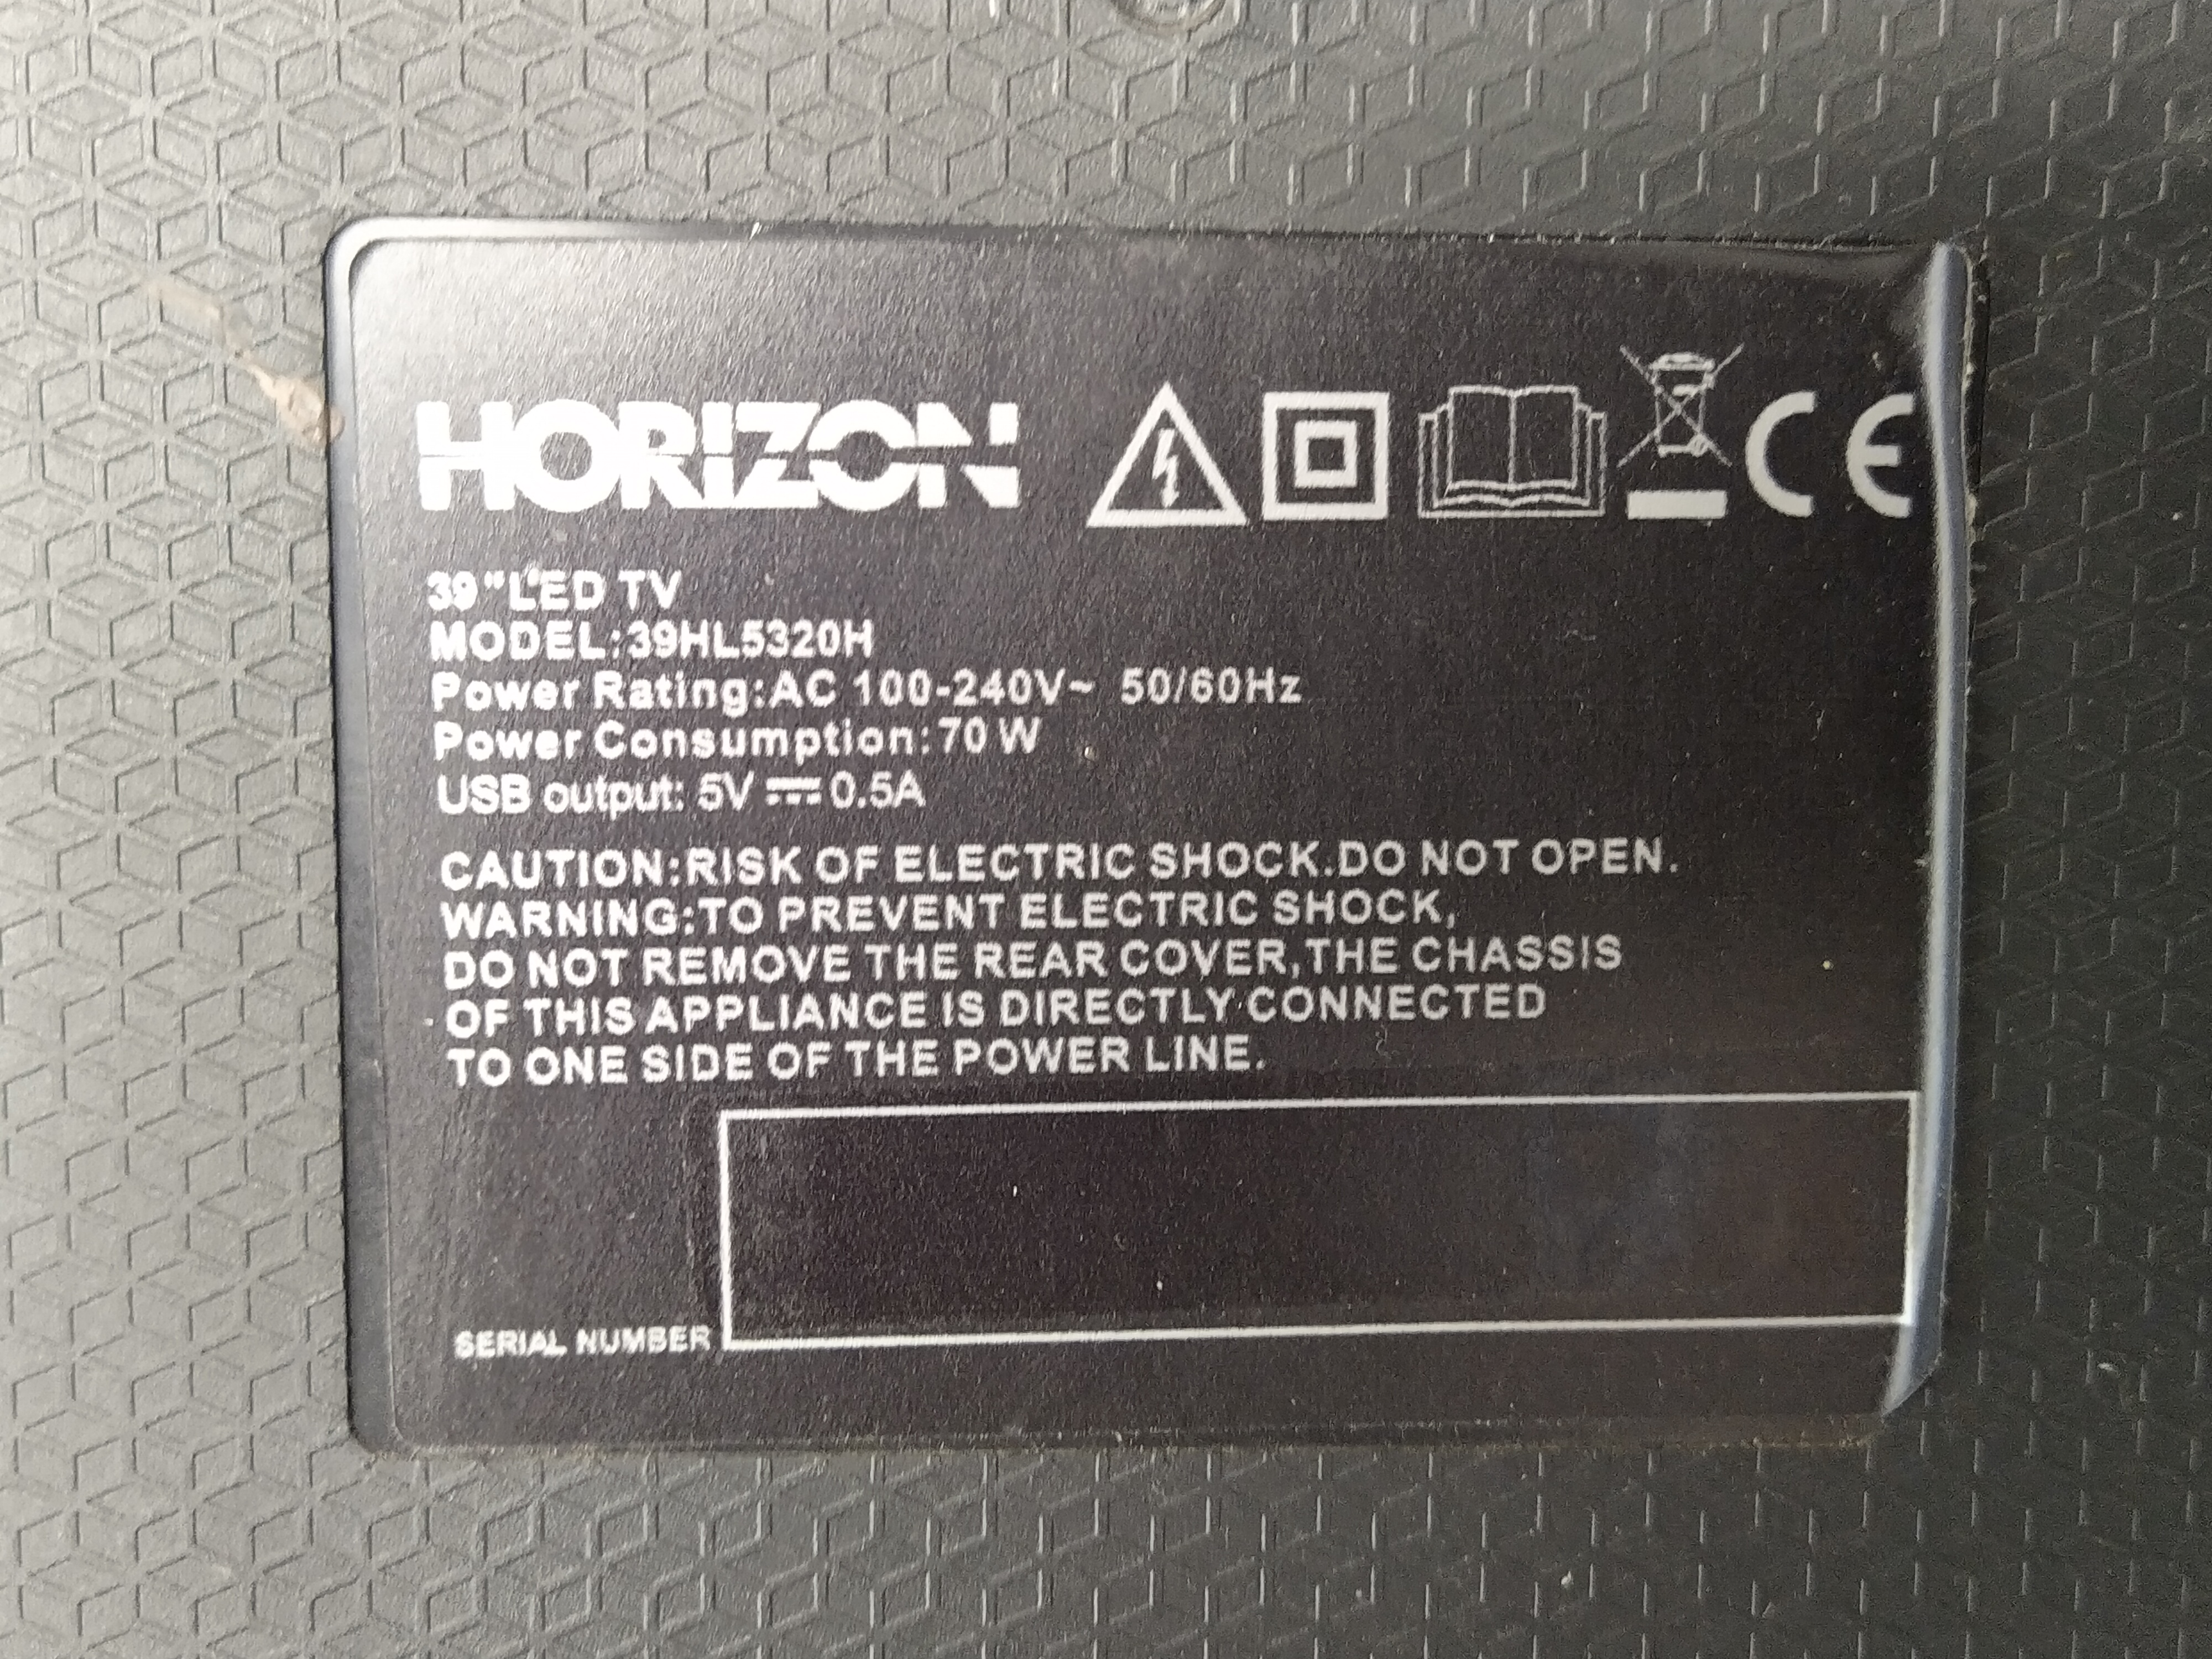 HORIZON CE
39"LED TV
MODEL:39HL5320H
Power Rating:AC 100-240V~ 50/60Hz
Power Consumption:70 W
USB output: 5V ⎓ 0.5A
CAUTION:RISK OF ELECTRIC SHOCK.DO NOT OPEN.
WARNING:TO PREVENT ELECTRIC SHOCK,
DO NOT REMOVE THE REAR COVER,THE CHASSIS
OF THIS APPLIANCE IS DIRECTLY CONNECTED
TO ONE SIDE OF THE POWER LINE.
SERIAL NUMBER